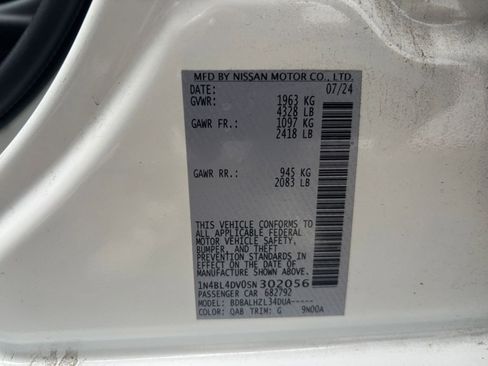 MFD BY NISSAN MOTOR CO., LTD.
DATE: 07/24
GVWR: 1963 KG
4328 LB
GAWR FR.: 1097 KG
2418 LB
GAWR RR.: 945 KG
2083 LB
THIS VEHICLE CONFORMS TO
ALL APPLICABLE FEDERAL
MOTOR VEHICLE SAFETY,
BUMPER, AND THEFT
PREVENTION STANDARDS IN
EFFECT ON THE DATE OF
MANUFACTURE SHOWN ABOVE.
1N4BL4DV0SN302056
PASSENGER CAR 682792
MODEL: BDBALHZL34DUA-----
COLOR: QAB TRIM: G 9N00A